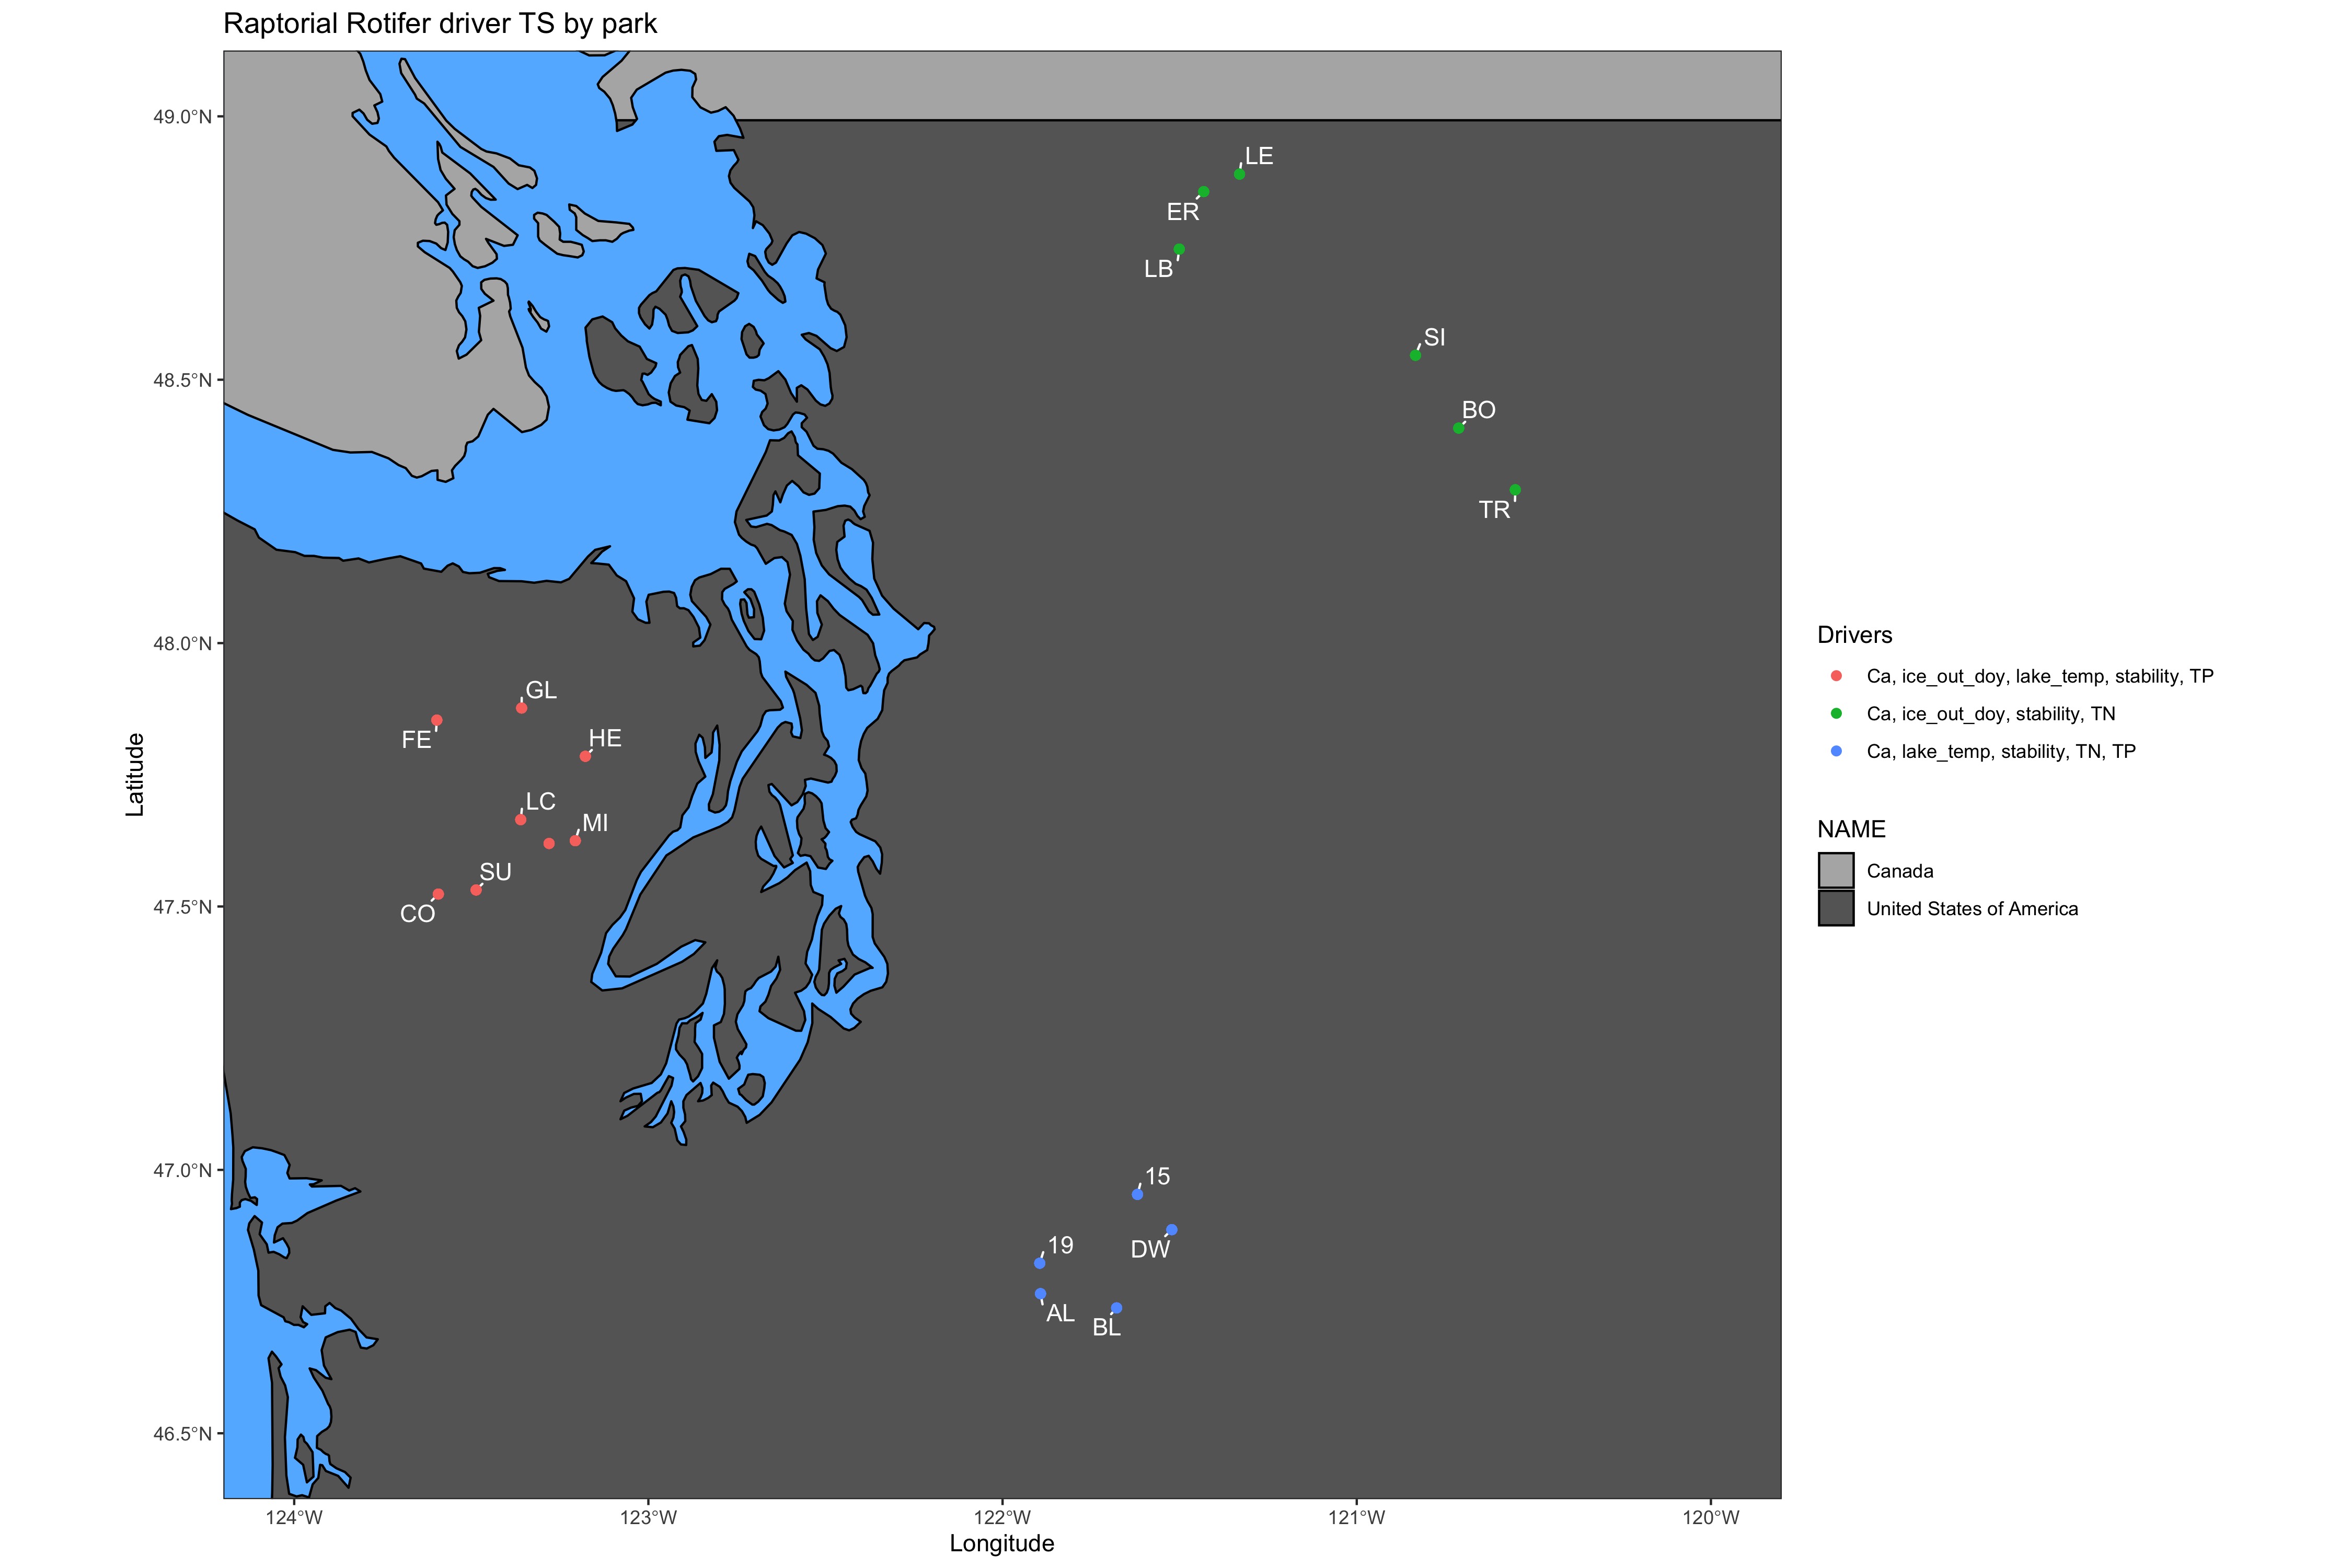 Raptorial Rotifer driver TS by park
49.0°N
48.5°N
48.0°N
47.5°N
47.0°N
46.5°N
Latitude
LE
ER
LB
SI
BO
TR
GL
FE
HE
LC
MI
SU
CO
15
19
DW
AL
BL
124°W
123°W
122°W
121°W
120°W
Longitude
Drivers
Ca, ice_out_doy, lake_temp, stability, TP
Ca, ice_out_doy, stability, TN
Ca, lake_temp, stability, TN, TP
NAME
Canada
United States of America